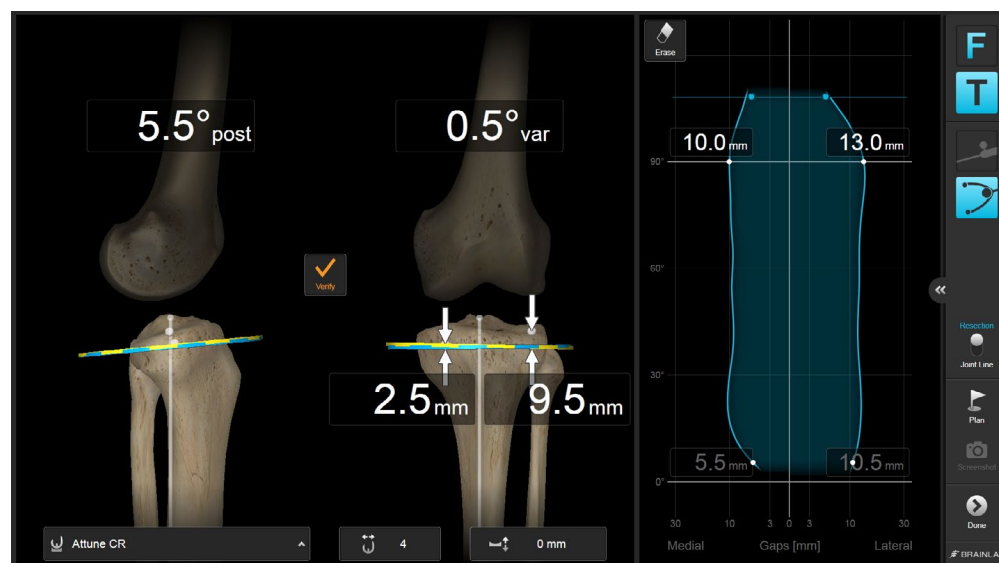 Erase
F
T
5.5° post
0.5° var
10.0 mm
13.0 mm
90°
60°
Verify
Resection
Joint Line
2.5 mm
9.5 mm
30°
Plan
5.5 mm
10.5 mm
Screenshot
0°
30 10 3 0 3 10 30
Medial Gaps [mm] Lateral
Done
Attune CR
4
0 mm